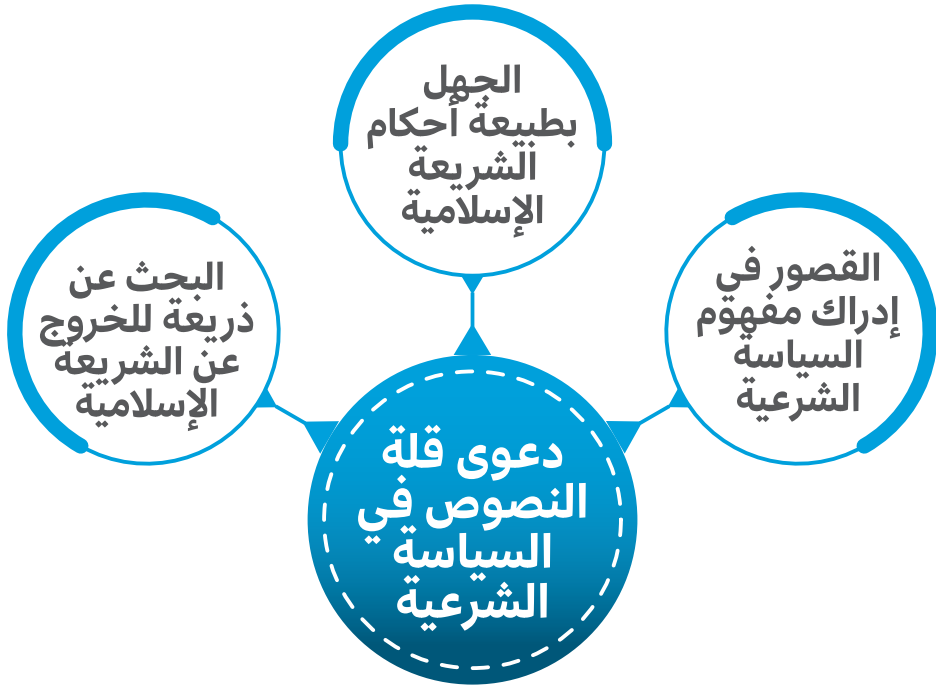 الجهل
بطبيعة أحكام
الشريعة
الإسلامية
القصور في
إدراك مفهوم
السياسة
الشرعية
البحث عن
ذريعة للخروج
عن الشريعة
الإسلامية
دعوى قلة
النصوص في
السياسة
الشرعية